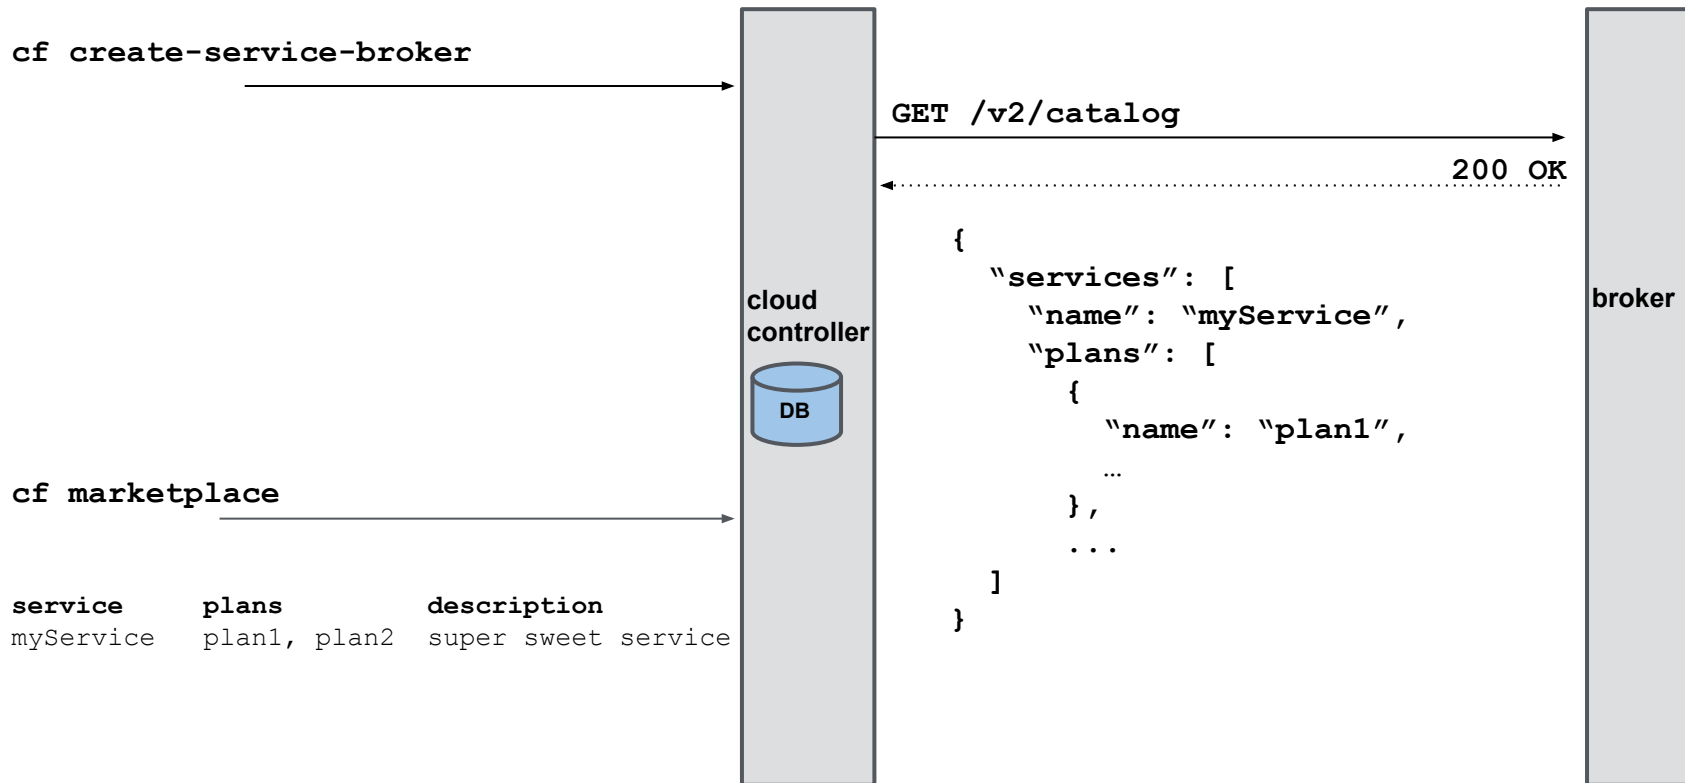 cf create-service-broker
GET /v2/catalog
200 OK
{
“services”: [
“name”: “myService”,
“plans”: [
{
“name”: “plan1”,
…
},
...
]
}
cloud
controller
DB
broker
cf marketplace
service plans description
myService plan1, plan2 super sweet service